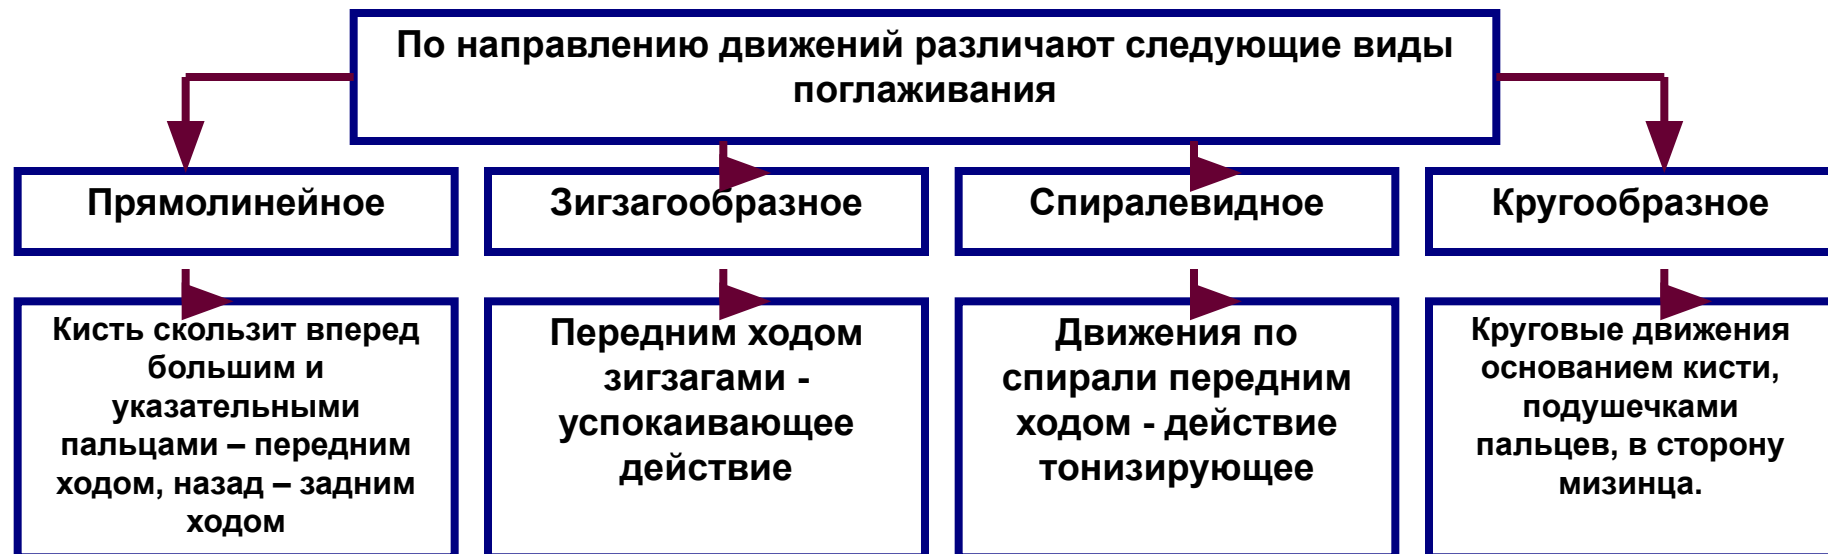 По направлению движений различают следующие виды
поглаживания
Прямолинейное
Зигзагообразное
Спиралевидное
Кругообразное
Кисть скользит вперед
большим и
указательными
пальцами – передним
ходом, назад – задним
ходом
Передним ходом
зигзагами -
успокаивающее
действие
Движения по
спирали передним
ходом - действие
тонизирующее
Круговые движения
основанием кисти,
подушечками
пальцев, в сторону
мизинца.